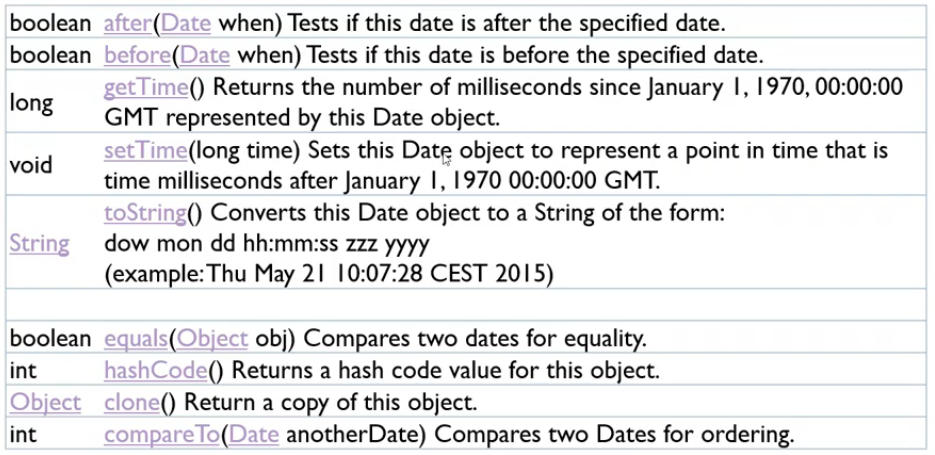 boolean after(Date when) Tests if this date is after the specified date.
boolean before(Date when) Tests if this date is before the specified date.
long getTime() Returns the number of milliseconds since January 1, 1970, 00:00:00
GMT represented by this Date object.
void setTime(long time) Sets this Date object to represent a point in time that is
time milliseconds after January 1, 1970 00:00:00 GMT.
String toString() Converts this Date object to a String of the form:
dow mon dd hh:mm:ss zzz yyyy
(example: Thu May 21 10:07:28 CEST 2015)
boolean equals(Object obj) Compares two dates for equality.
int hashCode() Returns a hash code value for this object.
Object clone() Return a copy of this object.
int compareTo(Date anotherDate) Compares two Dates for ordering.